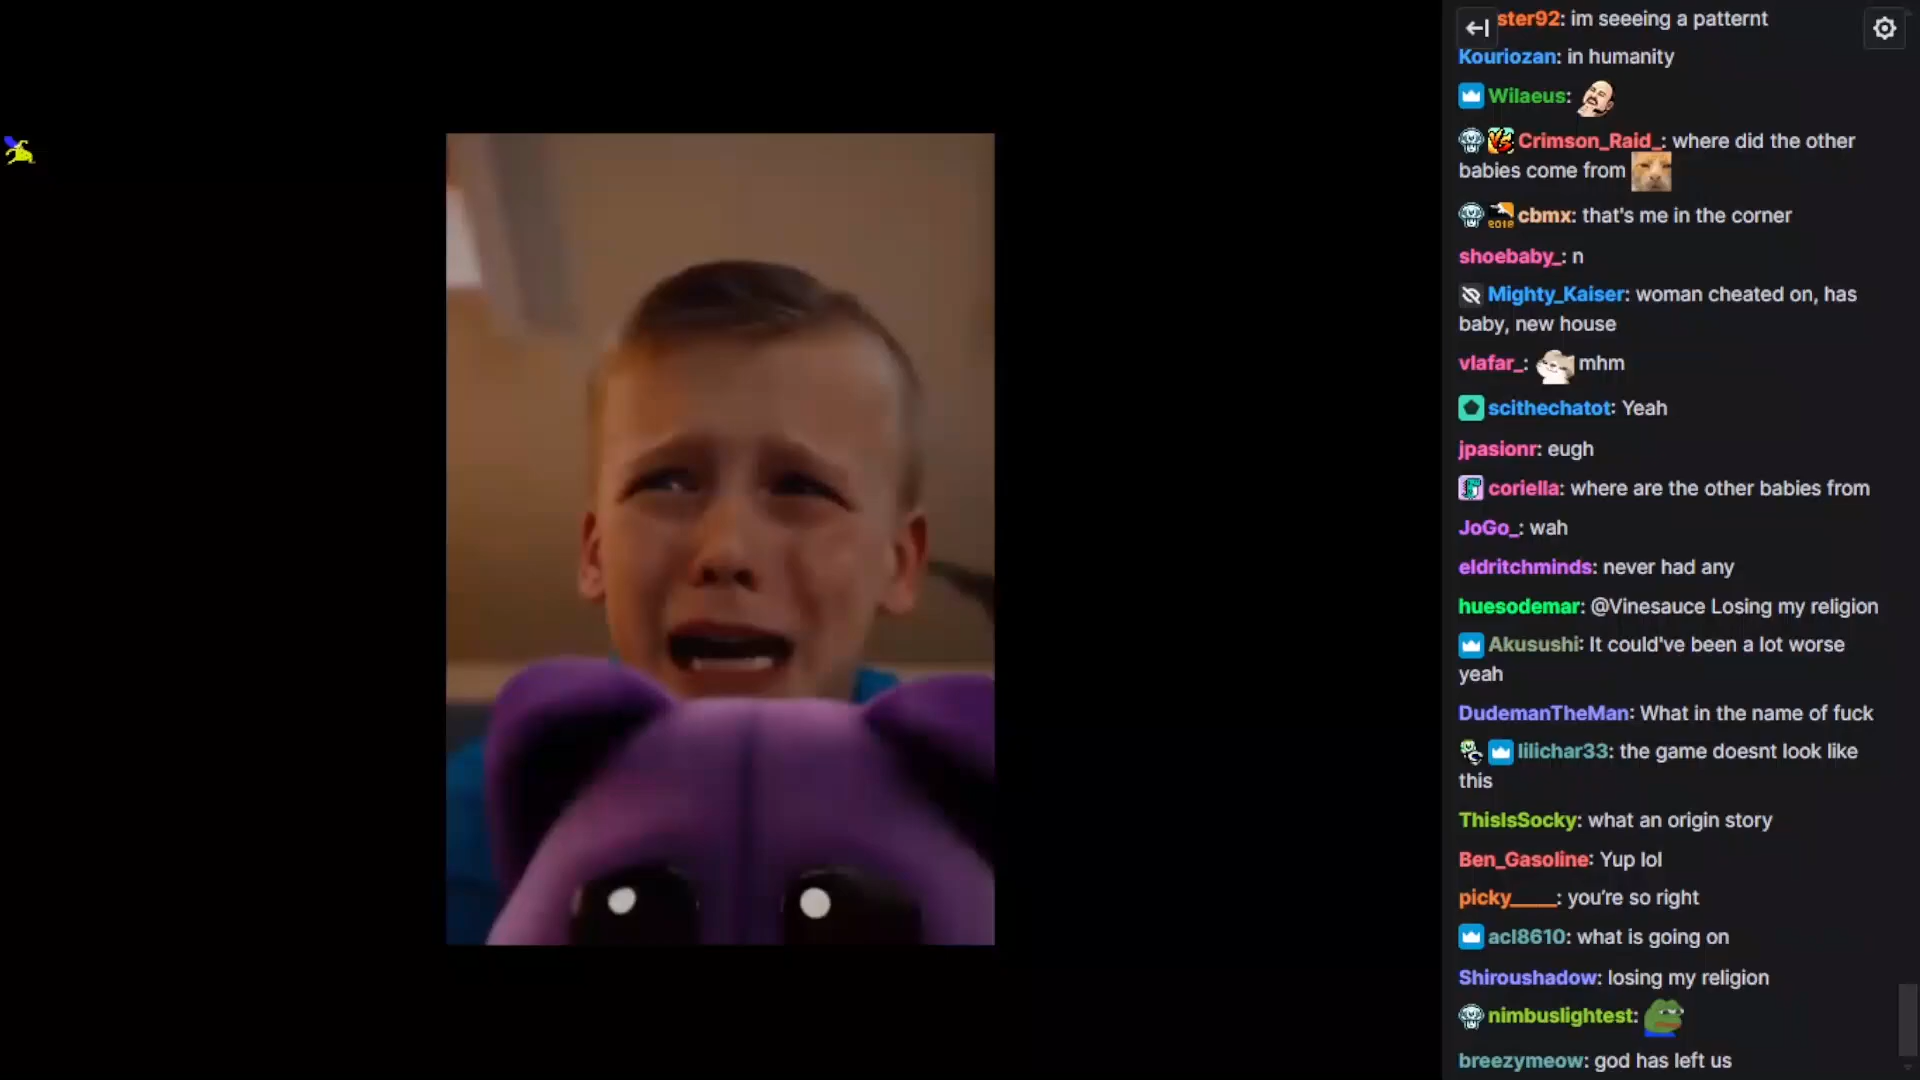 ster92: im seeeing a patternt
Kouriozan: in humanity
Wilaeus:
Crimson_Raid_: where did the other
babies come from
2018 cbmx: that's me in the corner
shoebaby_: n
Mighty_Kaiser: woman cheated on, has
baby, new house
vlafar_: mhm
scithechatot: Yeah
jpasionr: eugh
coriella: where are the other babies from
JoGo_: wah
eldritchminds: never had any
huesodemar: @Vinesauce Losing my religion
Akusushi: It could've been a lot worse
yeah
DudemanTheMan: What in the name of fuck
lilichar33: the game doesnt look like
this
ThisIsSocky: what an origin story
Ben_Gasoline: Yup lol
picky_____: you're so right
acl8610: what is going on
Shiroushadow: losing my religion
nimbuslightest:
breezymeow: god has left us